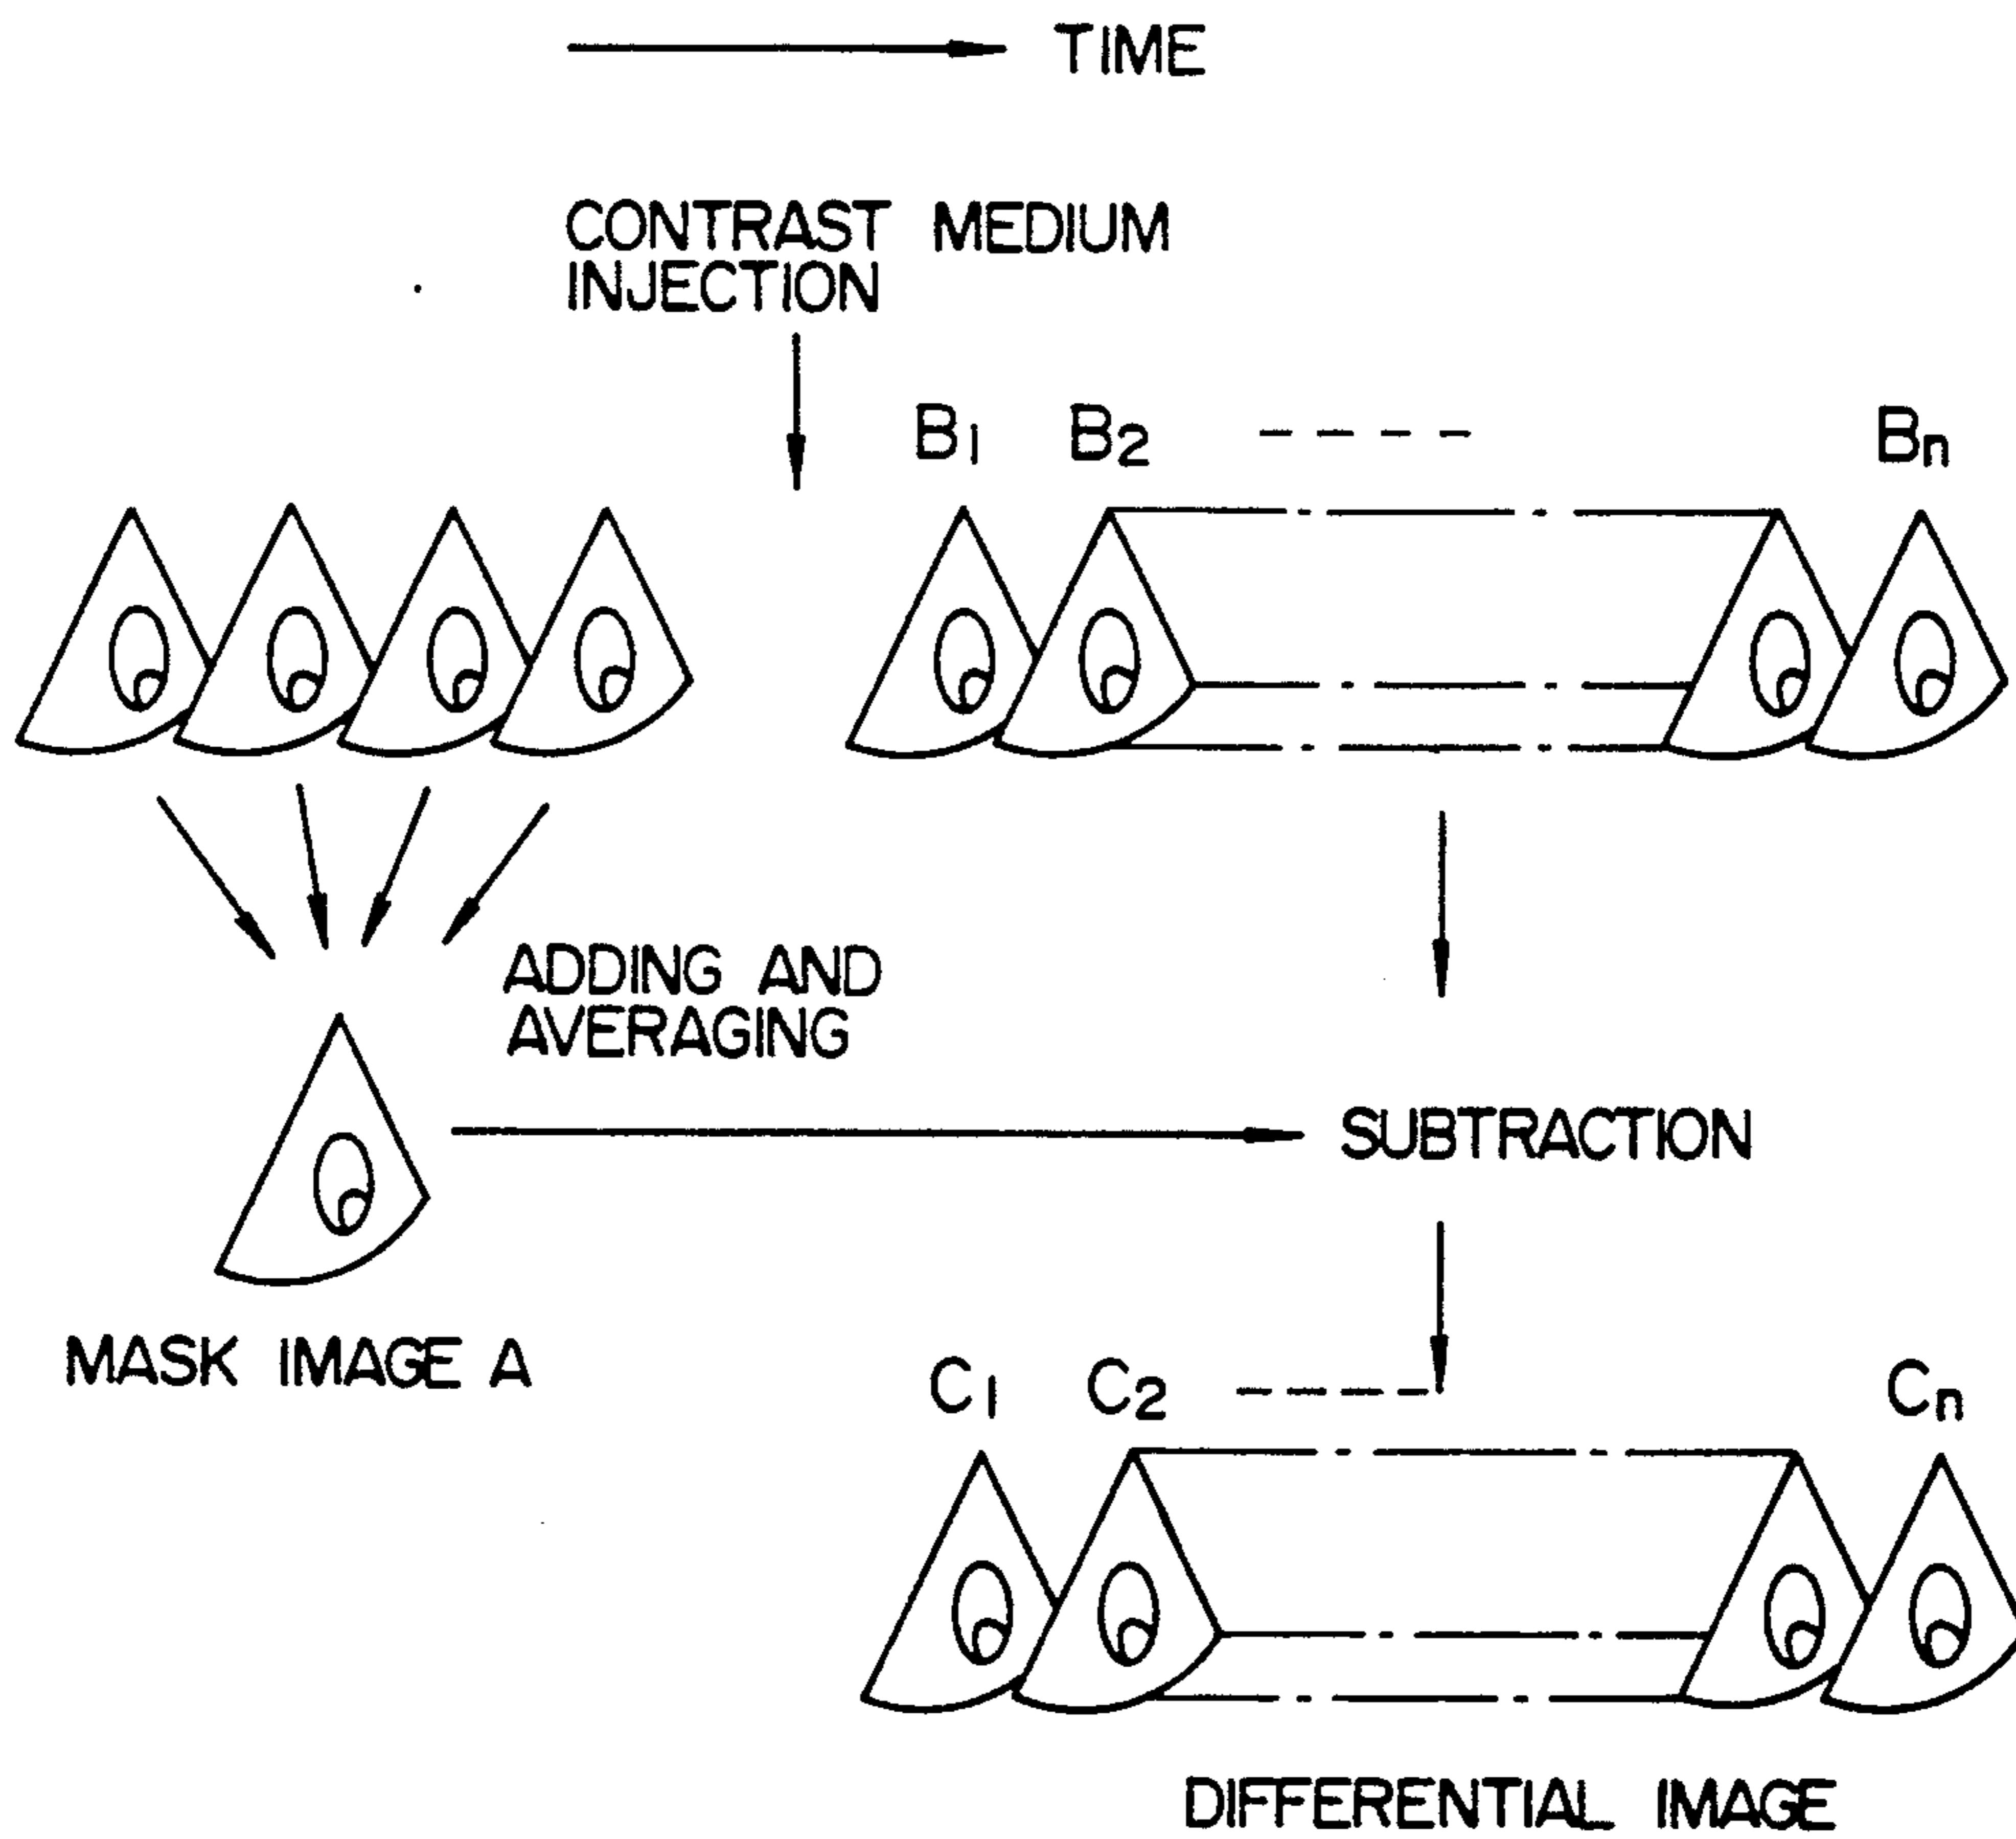 TIME
CONTRAST MEDIUM
INJECTION
B1 B2 ---- Bn
ADDING AND
AVERAGING
SUBTRACTION
MASK IMAGE A
C1 C2 ---- Cn
DIFFERENTIAL IMAGE